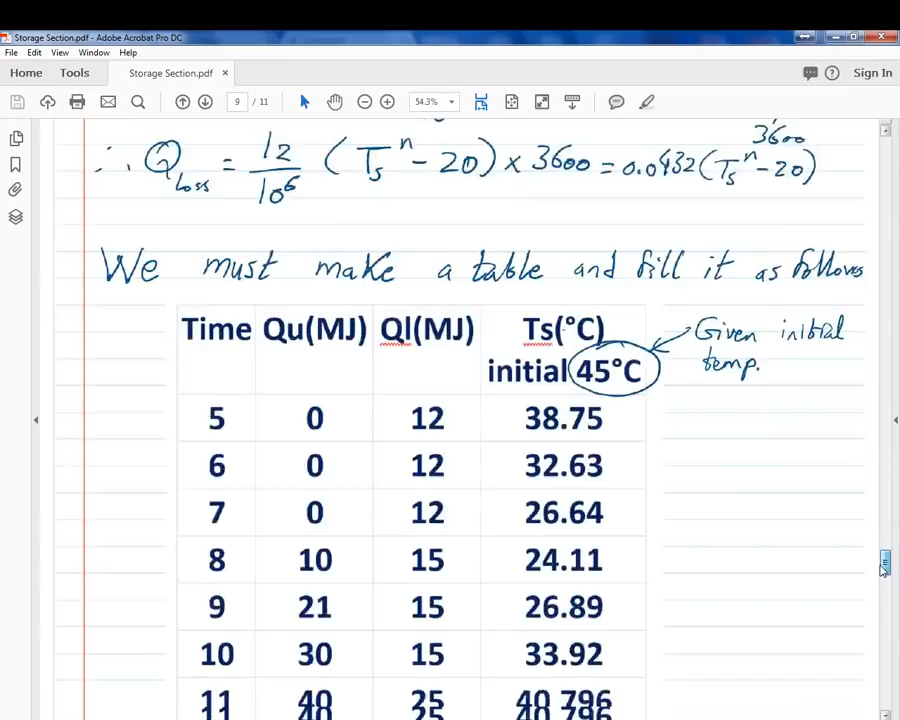 Storage Section.pdf - Adobe Acrobat Pro DC
File Edit View Window Help
Home Tools Storage Section.pdf × Sign In
9 / 11 54.3%
3600
∴ Q_Loss = 12/10^6 (T_s^n - 20) × 3600 = 0.0432 (T_s^n - 20)
We must make a table and fill it as follows
Time Qu(MJ) Ql(MJ) Ts(°C) Given initial
initial 45°C temp.
5 0 12 38.75
6 0 12 32.63
7 0 12 26.64
8 10 15 24.11
9 21 15 26.89
10 30 15 33.92
11 40 25 40.796